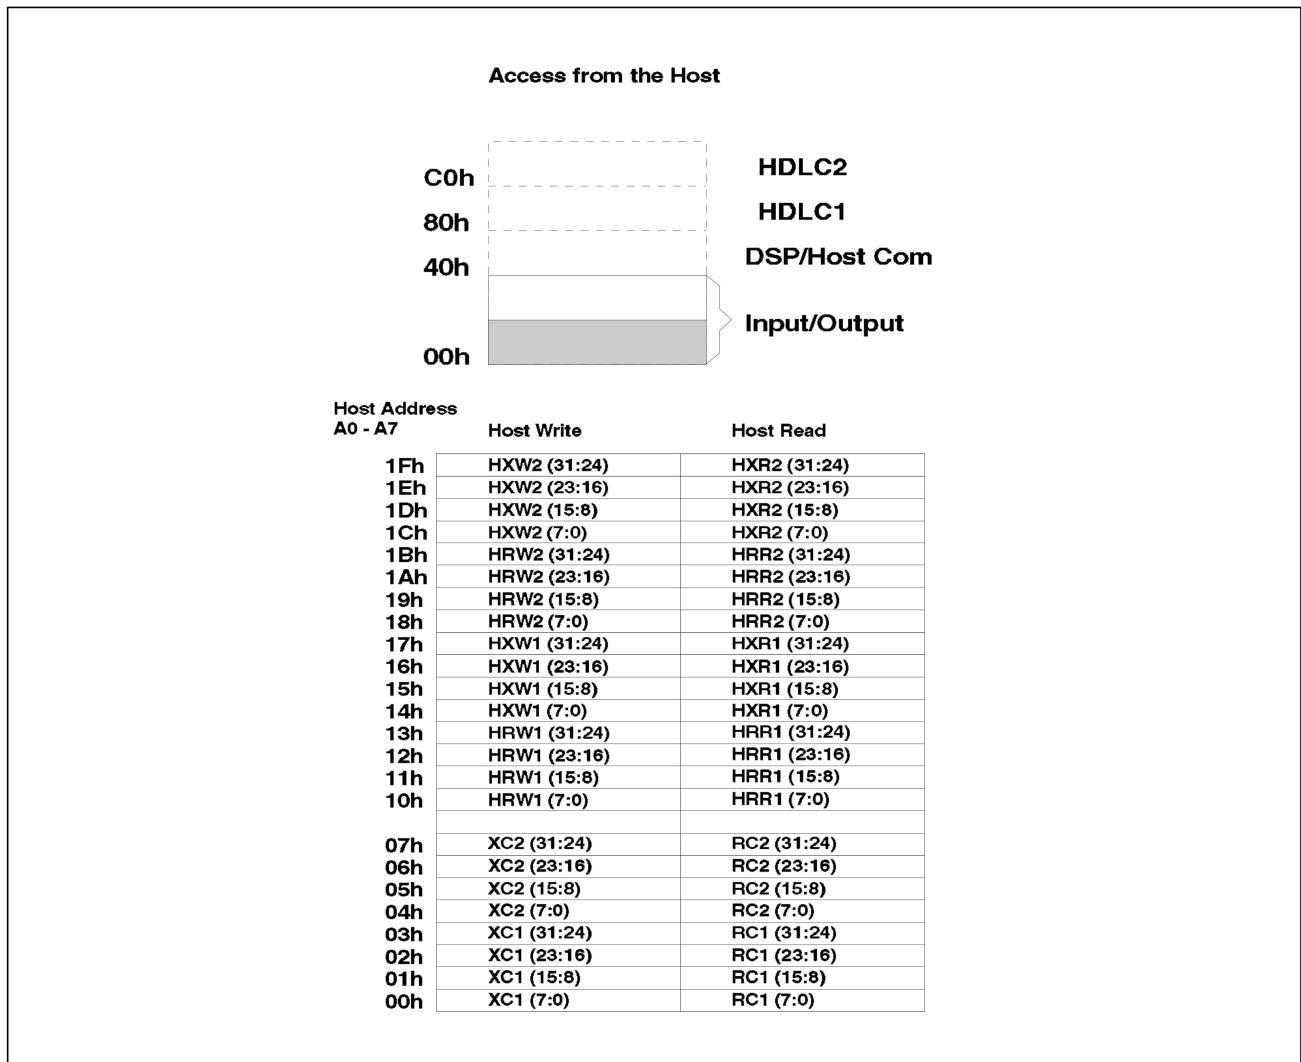 Access from the Host
C0h HDLC2
80h HDLC1
40h DSP/Host Com
Input/Output
00h
Host Address
A0 - A7 Host Write Host Read
1Fh HXW2 (31:24) HXR2 (31:24)
1Eh HXW2 (23:16) HXR2 (23:16)
1Dh HXW2 (15:8) HXR2 (15:8)
1Ch HXW2 (7:0) HXR2 (7:0)
1Bh HRW2 (31:24) HRR2 (31:24)
1Ah HRW2 (23:16) HRR2 (23:16)
19h HRW2 (15:8) HRR2 (15:8)
18h HRW2 (7:0) HRR2 (7:0)
17h HXW1 (31:24) HXR1 (31:24)
16h HXW1 (23:16) HXR1 (23:16)
15h HXW1 (15:8) HXR1 (15:8)
14h HXW1 (7:0) HXR1 (7:0)
13h HRW1 (31:24) HRR1 (31:24)
12h HRW1 (23:16) HRR1 (23:16)
11h HRW1 (15:8) HRR1 (15:8)
10h HRW1 (7:0) HRR1 (7:0)
07h XC2 (31:24) RC2 (31:24)
06h XC2 (23:16) RC2 (23:16)
05h XC2 (15:8) RC2 (15:8)
04h XC2 (7:0) RC2 (7:0)
03h XC1 (31:24) RC1 (31:24)
02h XC1 (23:16) RC1 (23:16)
01h XC1 (15:8) RC1 (15:8)
00h XC1 (7:0) RC1 (7:0)